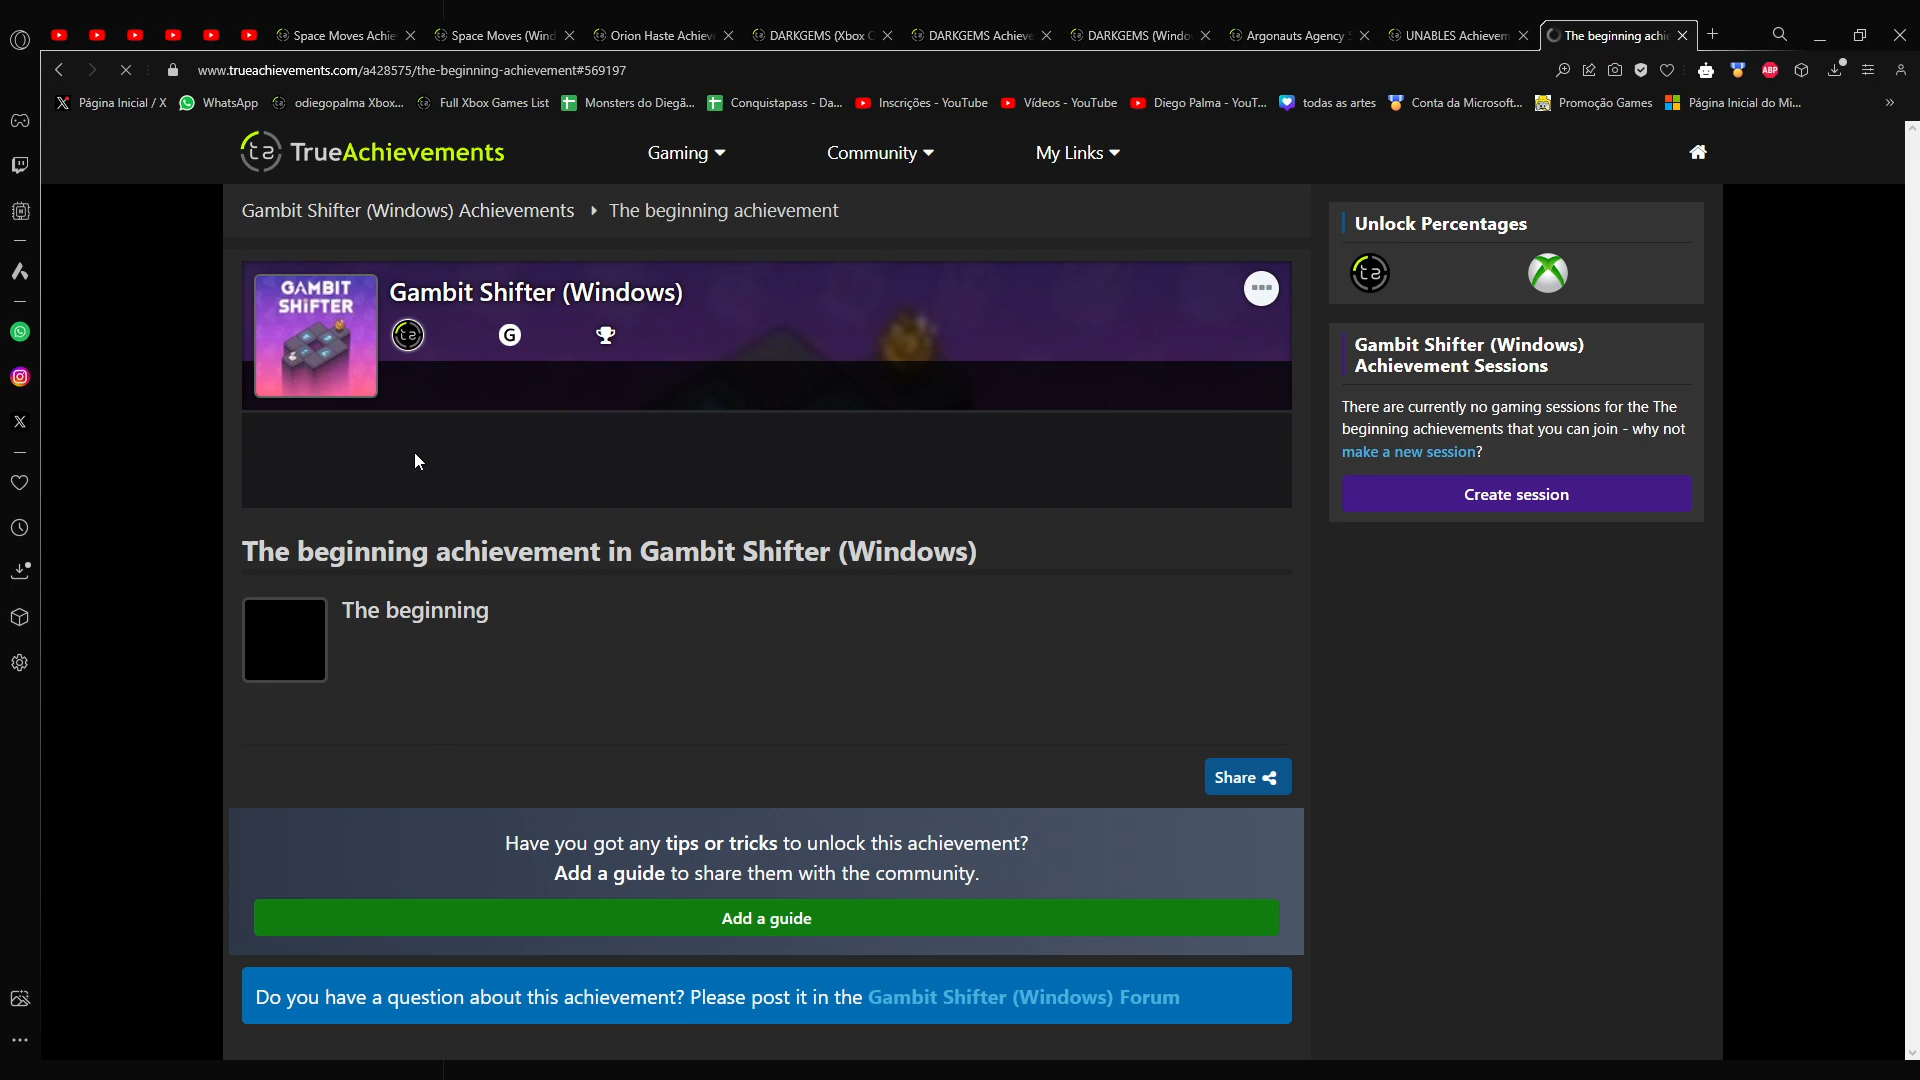 Space Moves Achie
Space Moves (Wind
Orion Haste Achiev
DARKGEMS (Xbox
DARKGEMS Achieve
DARKGEMS (Windo
Argonauts Agency
UNABLES Achievem
The beginning achi
www.trueachievements.com/a428575/the-beginning-achievement#569197
ABP
Página Inicial / X
WhatsApp
odiegopalma Xbox...
Full Xbox Games List
Monsters do Diegã...
Conquistapass - Da...
Inscrições - YouTube
Vídeos - YouTube
Diego Palma - YouT...
todas as artes
Conta da Microsoft...
Promoção Games
Página Inicial do Mi...
TrueAchievements
Gaming
Community
My Links
Gambit Shifter (Windows) Achievements
The beginning achievement
GAMBIT
SHIFTER
Gambit Shifter (Windows)
G
The beginning achievement in Gambit Shifter (Windows)
The beginning
Share
Have you got any tips or tricks to unlock this achievement?
Add a guide to share them with the community.
Add a guide
Do you have a question about this achievement? Please post it in the Gambit Shifter (Windows) Forum
Unlock Percentages
Gambit Shifter (Windows)
Achievement Sessions
There are currently no gaming sessions for the The
beginning achievements that you can join - why not
make a new session?
Create session